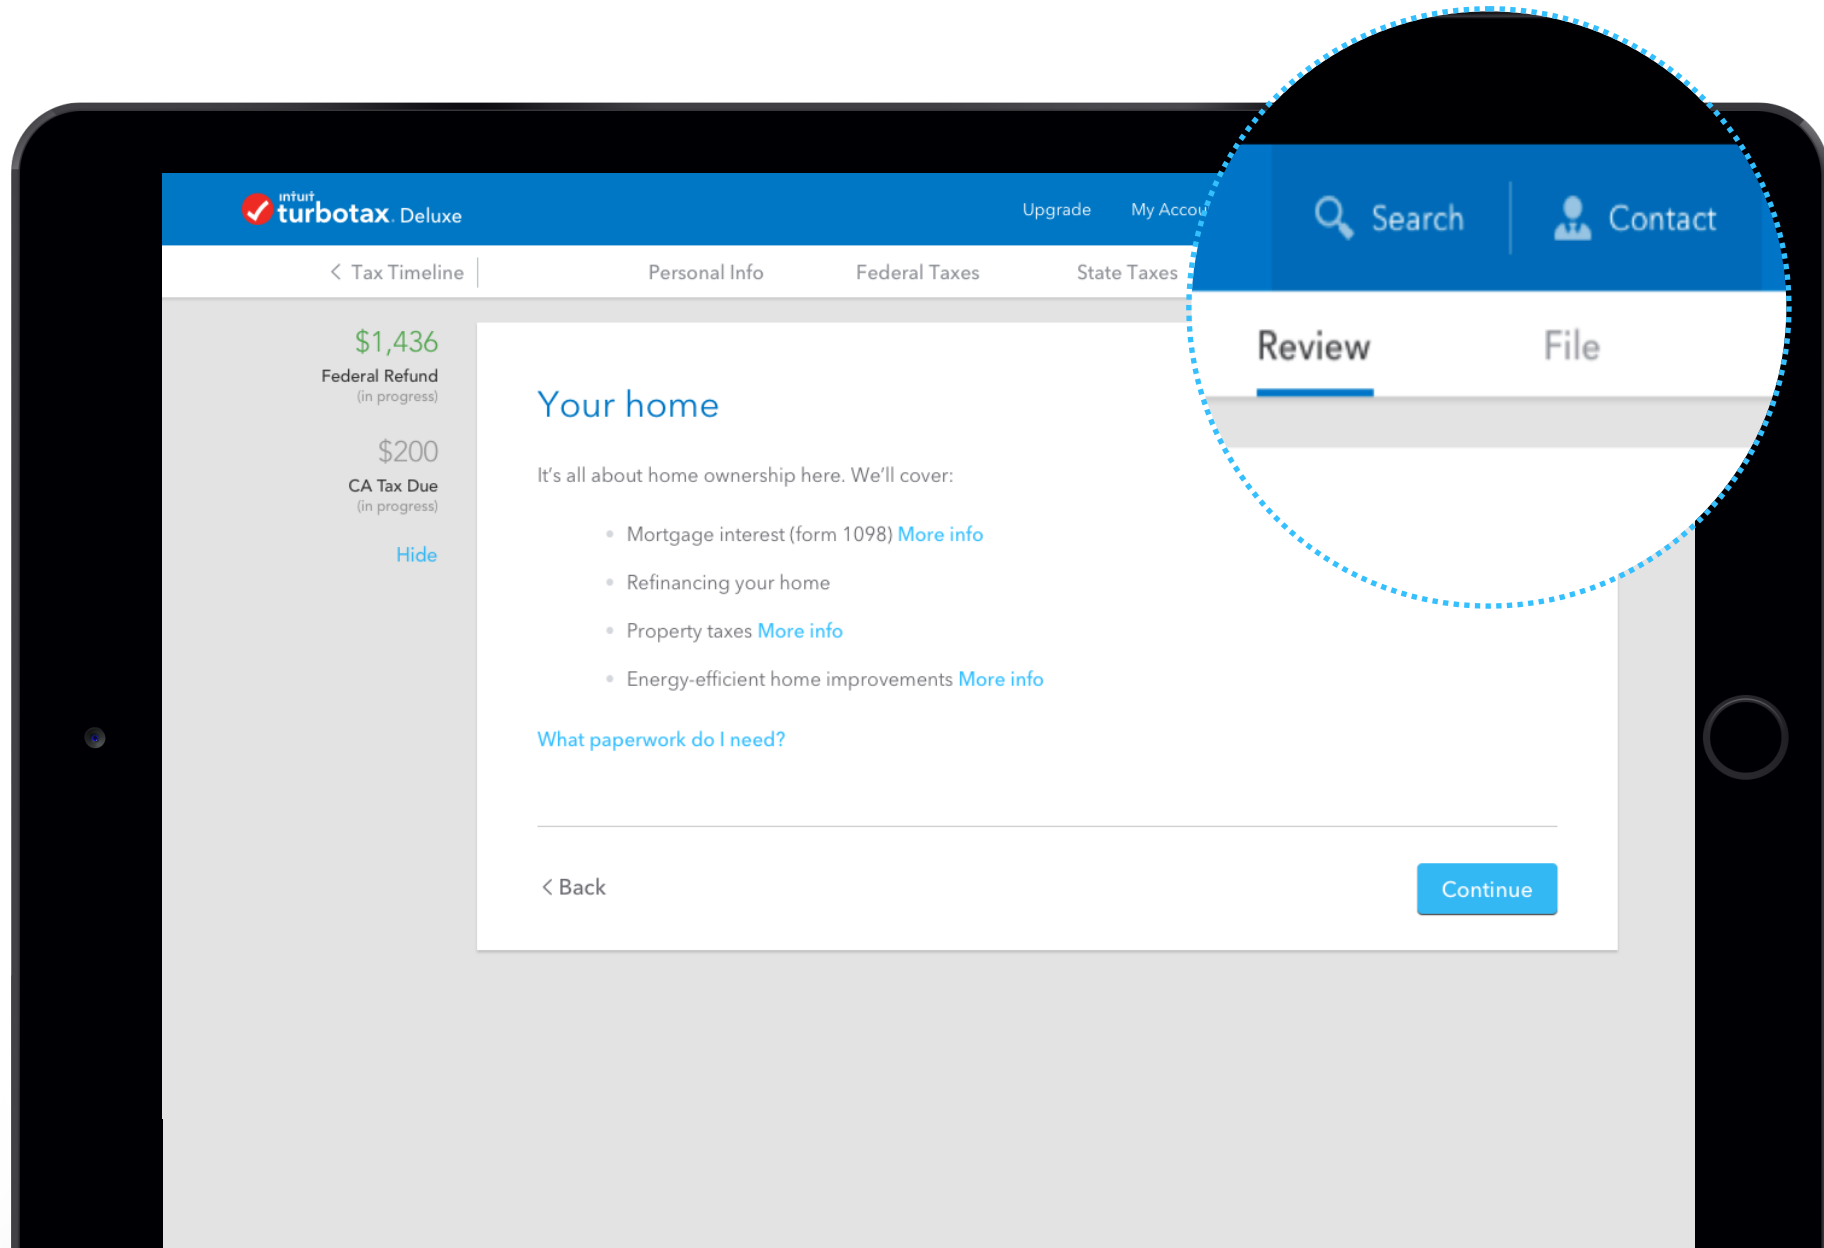 intuit
turbotax. Deluxe
Upgrade
My Accou
Search
Contact
< Tax Timeline
Personal Info
Federal Taxes
State Taxes
Review
File
$1,436
Federal Refund
(in progress)
$200
CA Tax Due
(in progress)
Hide
Your home
It's all about home ownership here. We'll cover:
• Mortgage interest (form 1098) More info
• Refinancing your home
• Property taxes More info
• Energy-efficient home improvements More info
What paperwork do I need?
< Back
Continue